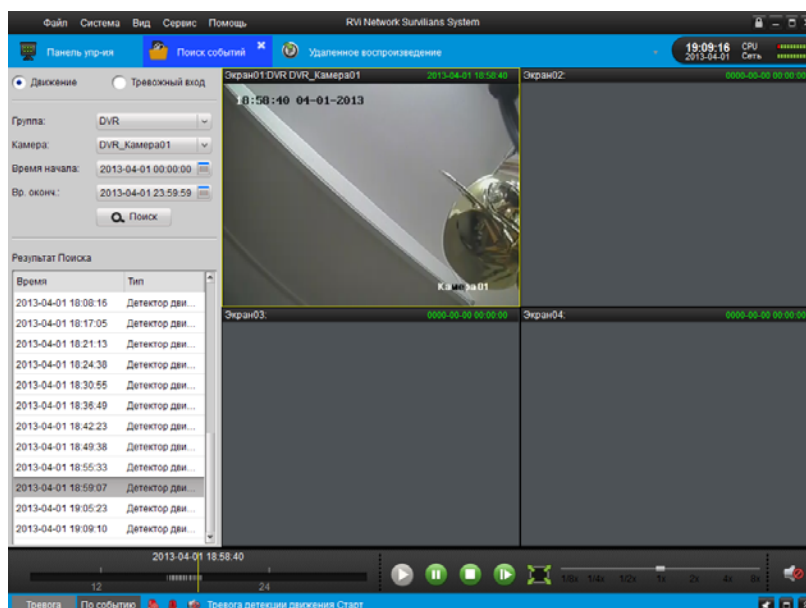 Файл Система Вид Сервис Помощь RVi Network Survilians System
Панель упр-ия Поиск событий Удаленное воспроизведение 19:09:16 2013-04-01 CPU Сеть
Движение Тревожный вход
Группа: DVR
Камера: DVR_Камера01
Время начала: 2013-04-01 00:00:00
Вр. оконч.: 2013-04-01 23:59:59
Поиск
Результат Поиска
Время Тип
2013-04-01 18:08:16 Детектор дви...
2013-04-01 18:17:05 Детектор дви...
2013-04-01 18:21:13 Детектор дви...
2013-04-01 18:24:38 Детектор дви...
2013-04-01 18:30:55 Детектор дви...
2013-04-01 18:36:49 Детектор дви...
2013-04-01 18:42:23 Детектор дви...
2013-04-01 18:49:38 Детектор дви...
2013-04-01 18:55:33 Детектор дви...
2013-04-01 18:59:07 Детектор дви...
2013-04-01 19:05:23 Детектор дви...
2013-04-01 19:09:10 Детектор дви...
Экран01:DVR DVR_Камера01 2013-04-01 18:58:40
18:58:40 04-01-2013
Камера01
Экран02: 0000-00-00 00:00:00
Экран03: 0000-00-00 00:00:00
Экран04: 0000-00-00 00:00:00
2013-04-01 18:58:40
12 24
1/8x 1/4x 1/2x 1x 2x 4x 8x
Тревога По событию Тревога детекции движения Старт